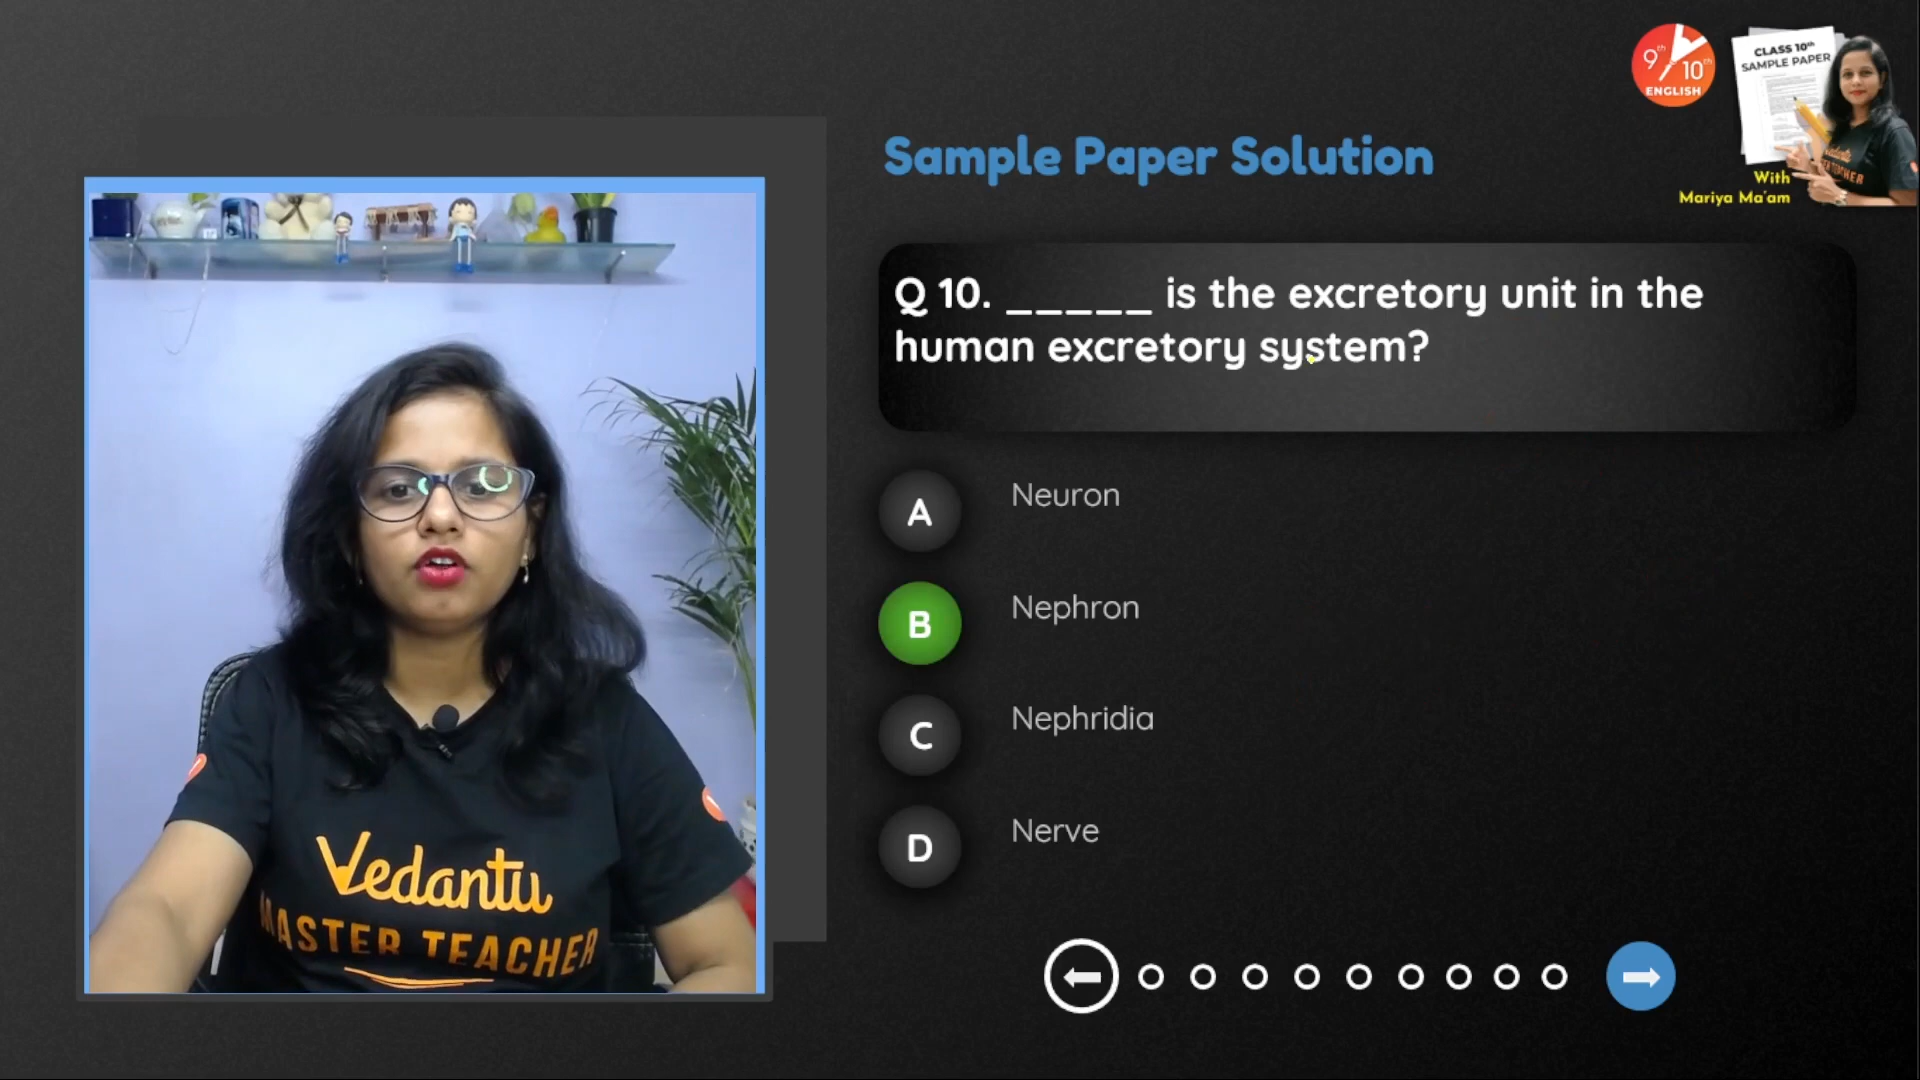 9th
10th
ENGLISH
CLASS 10th
SAMPLE PAPER
With
Mariya Ma'am
Sample Paper Solution
Q 10. _____ is the excretory unit in the
human excretory system?
A Neuron
B Nephron
C Nephridia
D Nerve
Vedantu
MASTER TEACHER